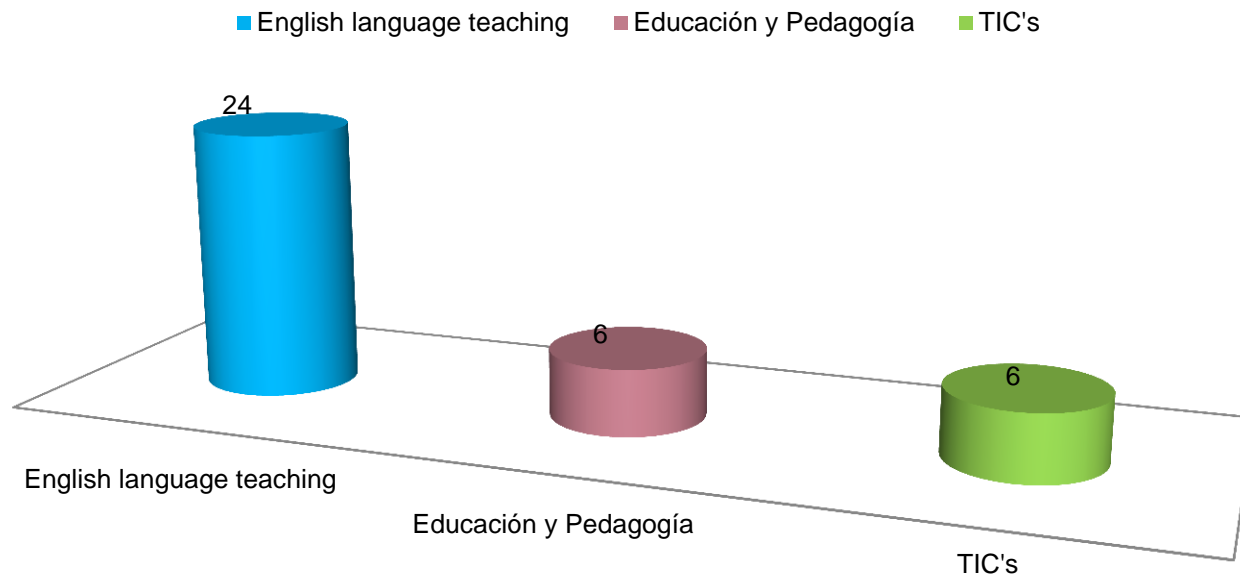 English language teaching Educación y Pedagogía TIC's
24
6
6
English language teaching
Educación y Pedagogía
TIC's